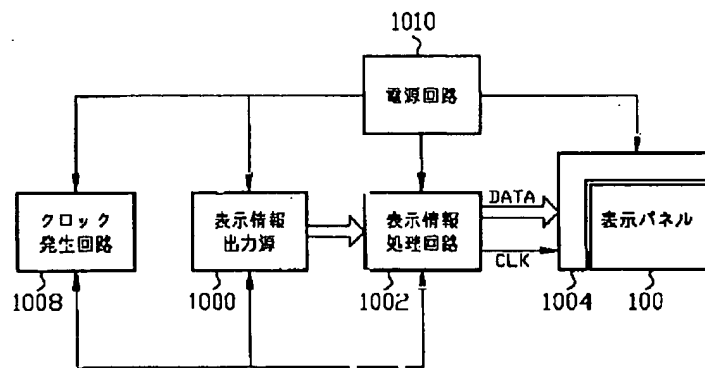 1010
電源回路
クロック
発生回路
表示情報
出力源
表示情報
処理回路
DATA
CLK
表示パネル
1008
1000
1002
1004
100